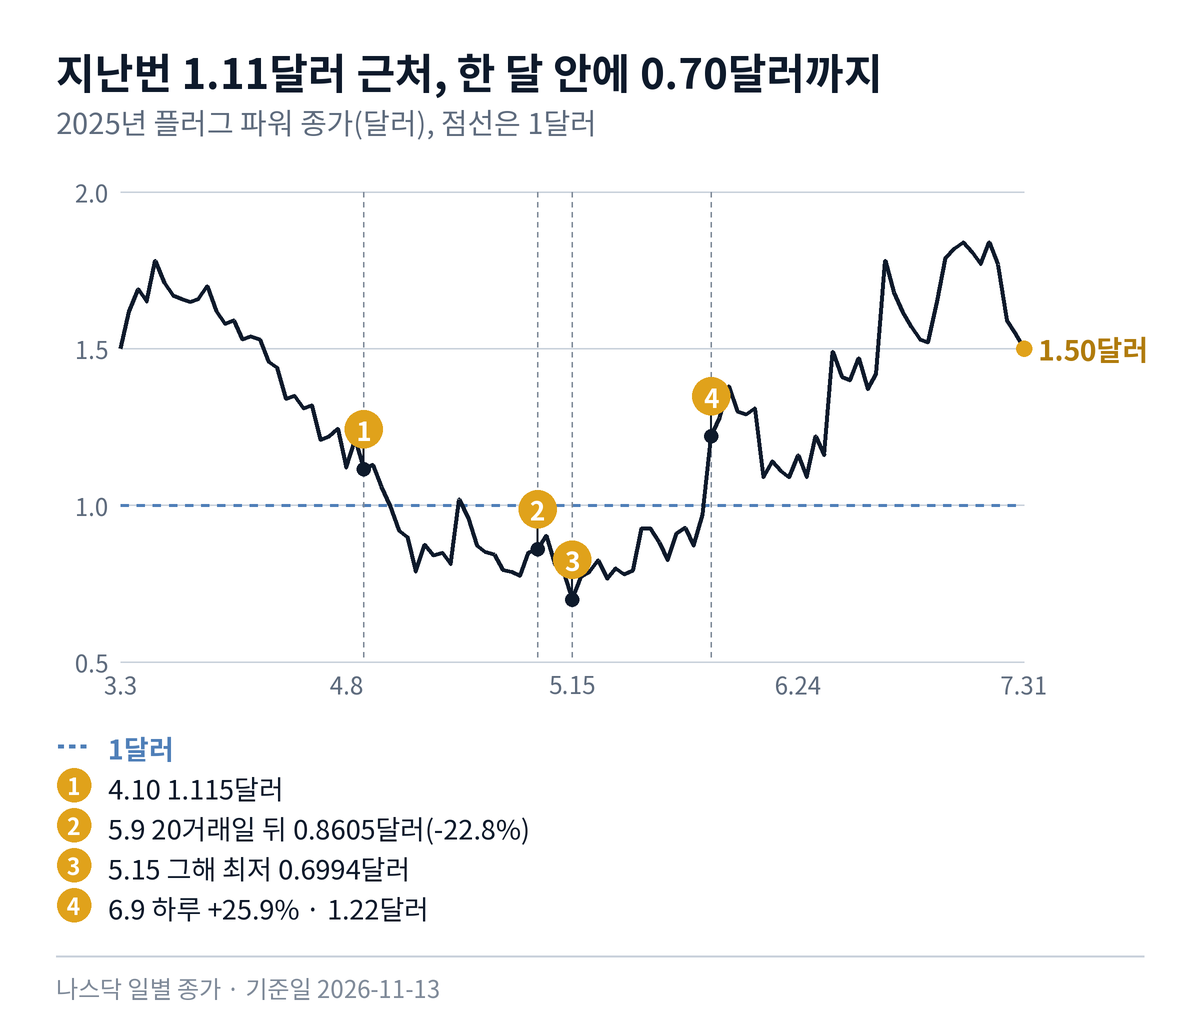 지난번 1.11달러 근처, 한 달 안에 0.70달러까지
2025년 플러그 파워 종가(달러), 점선은 1달러
2.0
1.5
1.0
0.5
1
2
3
4
1.50달러
3.3
4.8
5.15
6.24
7.31
1달러
1 4.10 1.115달러
2 5.9 20거래일 뒤 0.8605달러(-22.8%)
3 5.15 그해 최저 0.6994달러
4 6.9 하루 +25.9% · 1.22달러
나스닥 일별 종가 · 기준일 2026-11-13